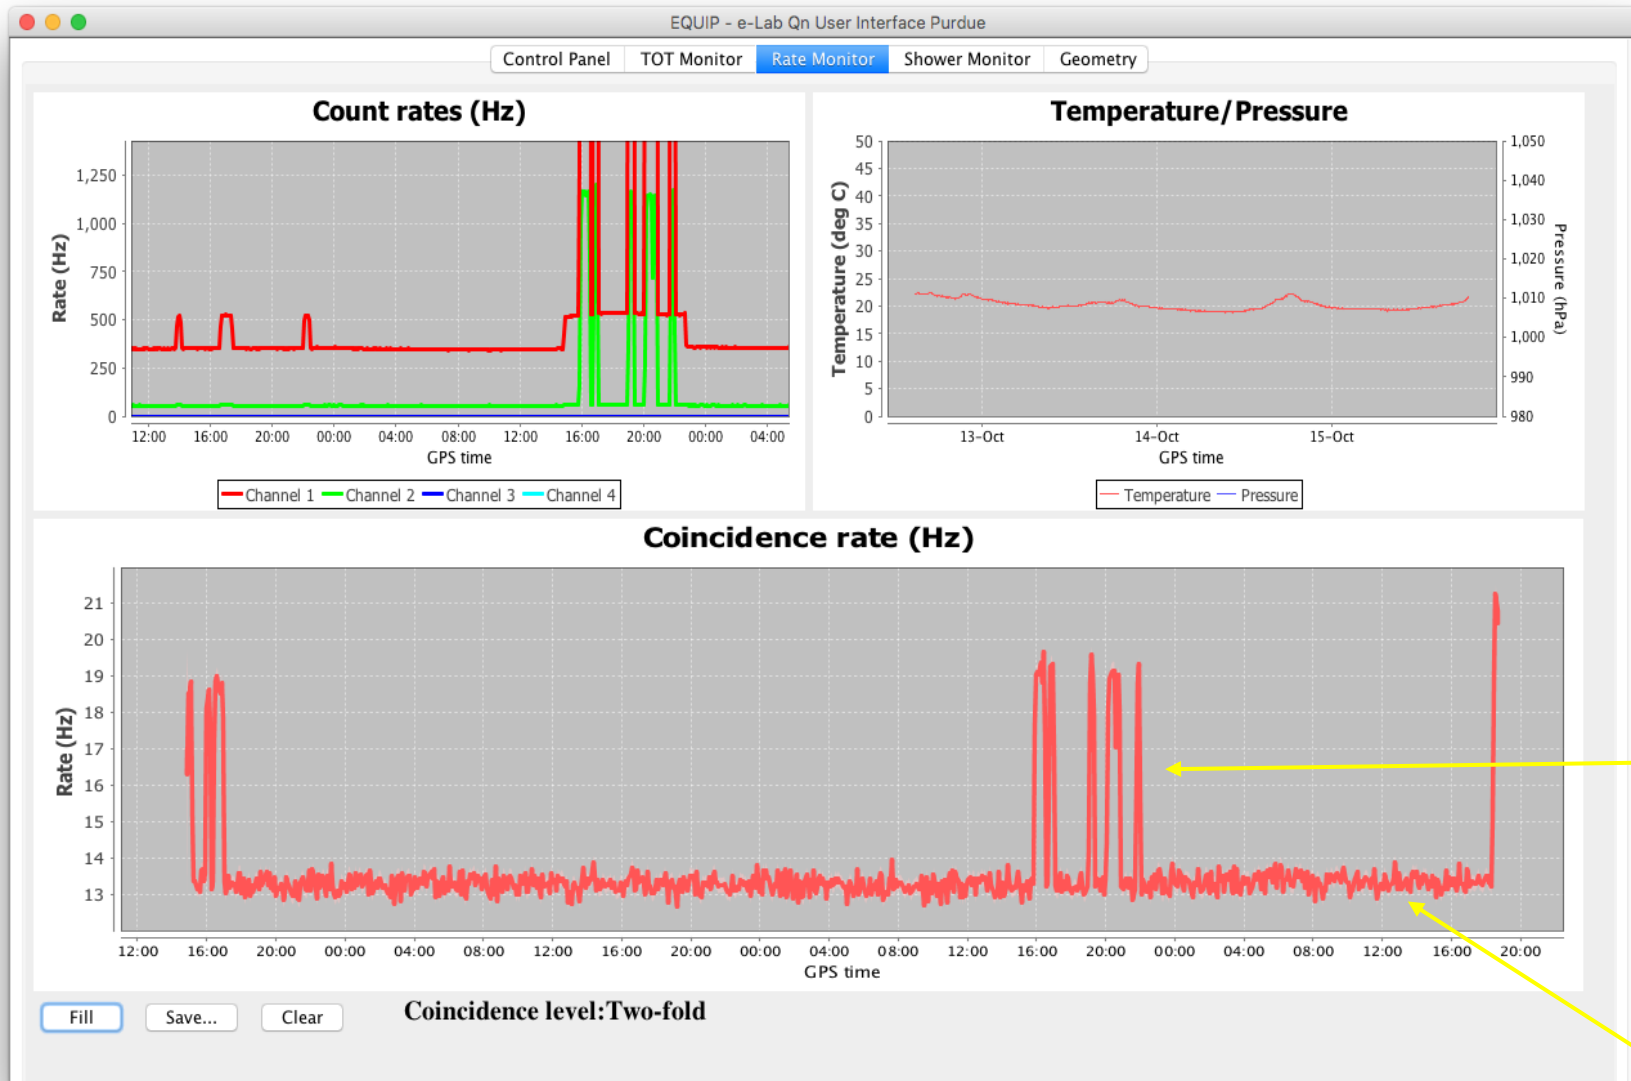 EQUIP - e-Lab Qn User Interface Purdue
Control Panel TOT Monitor Rate Monitor Shower Monitor Geometry
Count rates (Hz)
Rate (Hz)
1,250
1,000
750
500
250
0
12:00 16:00 20:00 00:00 04:00 08:00 12:00 16:00 20:00 00:00 04:00
GPS time
Channel 1 Channel 2 Channel 3 Channel 4
Temperature/Pressure
Temperature (deg C)
50
45
40
35
30
25
20
15
10
5
0
1,050
1,040
1,030
1,020
1,010
1,000
990
980
Pressure (hPa)
13-Oct 14-Oct 15-Oct
GPS time
Temperature Pressure
Coincidence rate (Hz)
Rate (Hz)
21
20
19
18
17
16
15
14
13
12:00 16:00 20:00 00:00 04:00 08:00 12:00 16:00 20:00 00:00 04:00 08:00 12:00 16:00 20:00 00:00 04:00 08:00 12:00 16:00 20:00
GPS time
Fill Save... Clear Coincidence level:Two-fold